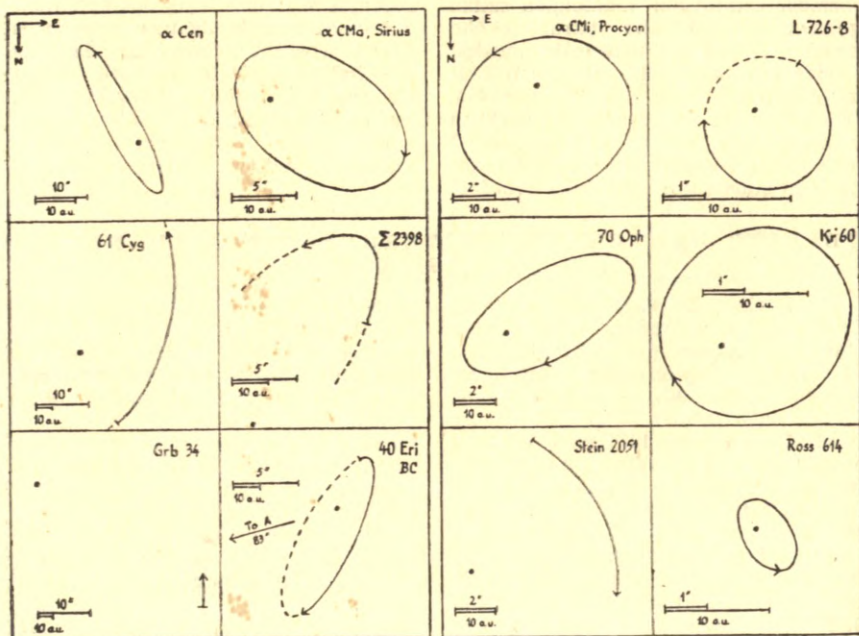 E
N
α Cen
10"
10 a.u.
α CMa, Sirius
5"
10 a.u.
E
N
α CMi, Procyon
2"
10 a.u.
L 726-8
1"
10 a.u.
61 Cyg
10"
10 a.u.
Σ 2398
5"
10 a.u.
70 Oph
2"
10 a.u.
Kr 60
1"
10 a.u.
Grb 34
10"
10 a.u.
40 Eri
BC
5"
10 a.u.
To A
83"
Stein 2051
2"
10 a.u.
Ross 614
1"
10 a.u.